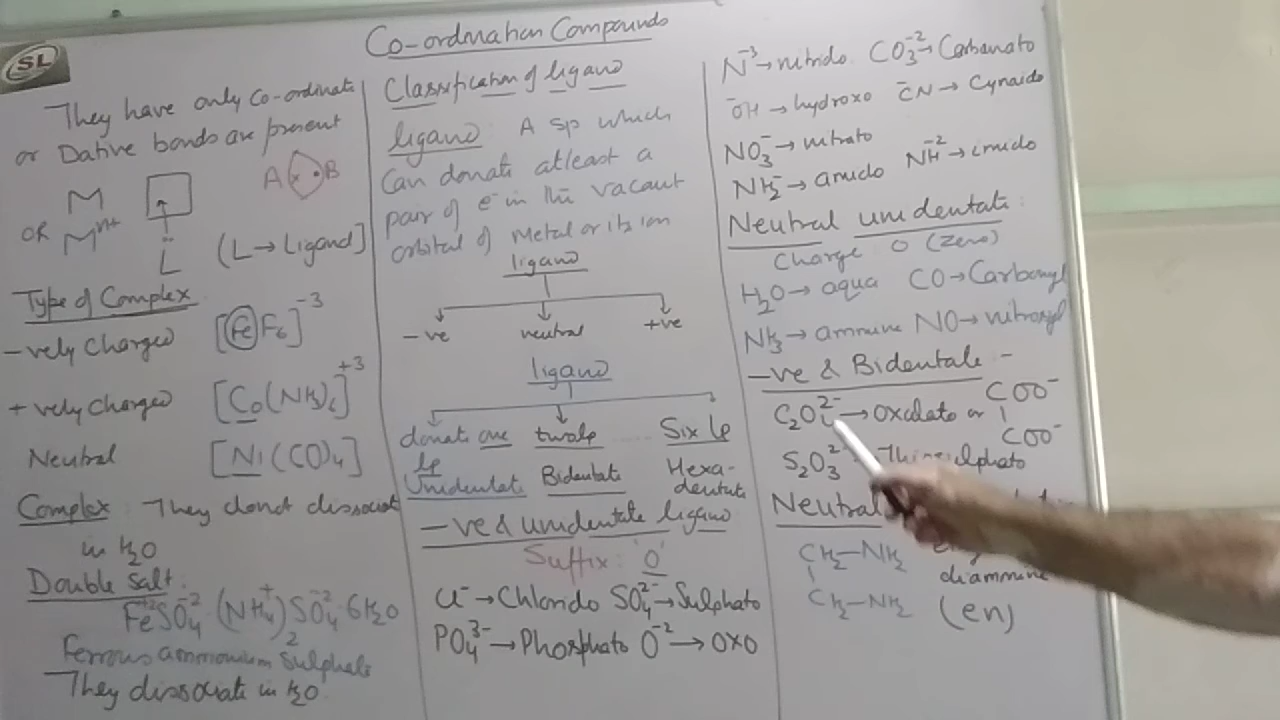 SL
Co-ordination Compounds
They have only Co-ordinate
or Dative bonds are present
A × • B
M
OR M^n+
L̈
(L → Ligand]
Type of Complex
-vely Charged [FeF6]^-3
+vely Charged [Co(NH3)6]^+3
Neutral [Ni(CO)4]
Complex : They donot dissociat
in H2O
Double Salt :
Fe^+2SO4^-2 (NH4^+)2 SO4^-2 · 6H2O
Ferrous ammonium Sulphate
They dissociate in H2O.
Classification of ligand
ligand : A sp which
Can donate atleast a
pair of e^- in the vacant
orbital of Metal or its ion
ligand
-ve neutral +ve
ligand
donate one lp two lp ..... Six lp
Unidentate Bidentate Hexa-
dentate
-ve & unidentate ligand
Suffix : 'O'
Cl^- → Chlorido SO4^-2 → Sulphato
PO4^3- → Phosphato O^-2 → OXO
N^-3 → nitrido CO3^-2 → Carbonato
^-OH → hydroxo ^-CN → Cynaido
NO3^- → nitrato
NH2^- → amido NH^-2 → imido
Neutral unidentate :
Charge 0 (Zero)
H2O → aqua CO → Carbonyl
NH3 → ammine NO → nitrosyl
-ve & Bidentate -
C2O4^2- → Oxalato or COO^-
COO^-
S2O3^2-
Neutral
CH2-NH2
CH2-NH2
diammine
(en)